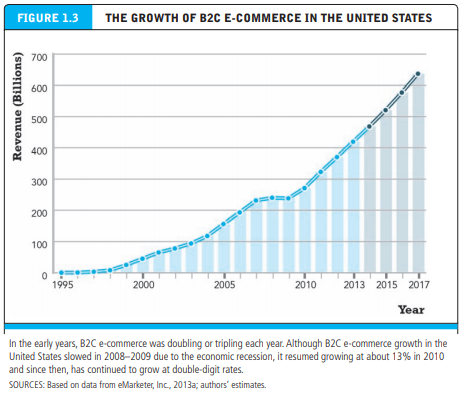 FIGURE 1.3 THE GROWTH OF B2C E-COMMERCE IN THE UNITED STATES
Revenue (Billions)
700
600
500
400
300
200
100
0
1995 2000 2005 2010 2013 2015 2017
Year
In the early years, B2C e-commerce was doubling or tripling each year. Although B2C e-commerce growth in the
United States slowed in 2008–2009 due to the economic recession, it resumed growing at about 13% in 2010
and since then, has continued to grow at double-digit rates.
SOURCES: Based on data from eMarketer, Inc., 2013a; authors' estimates.